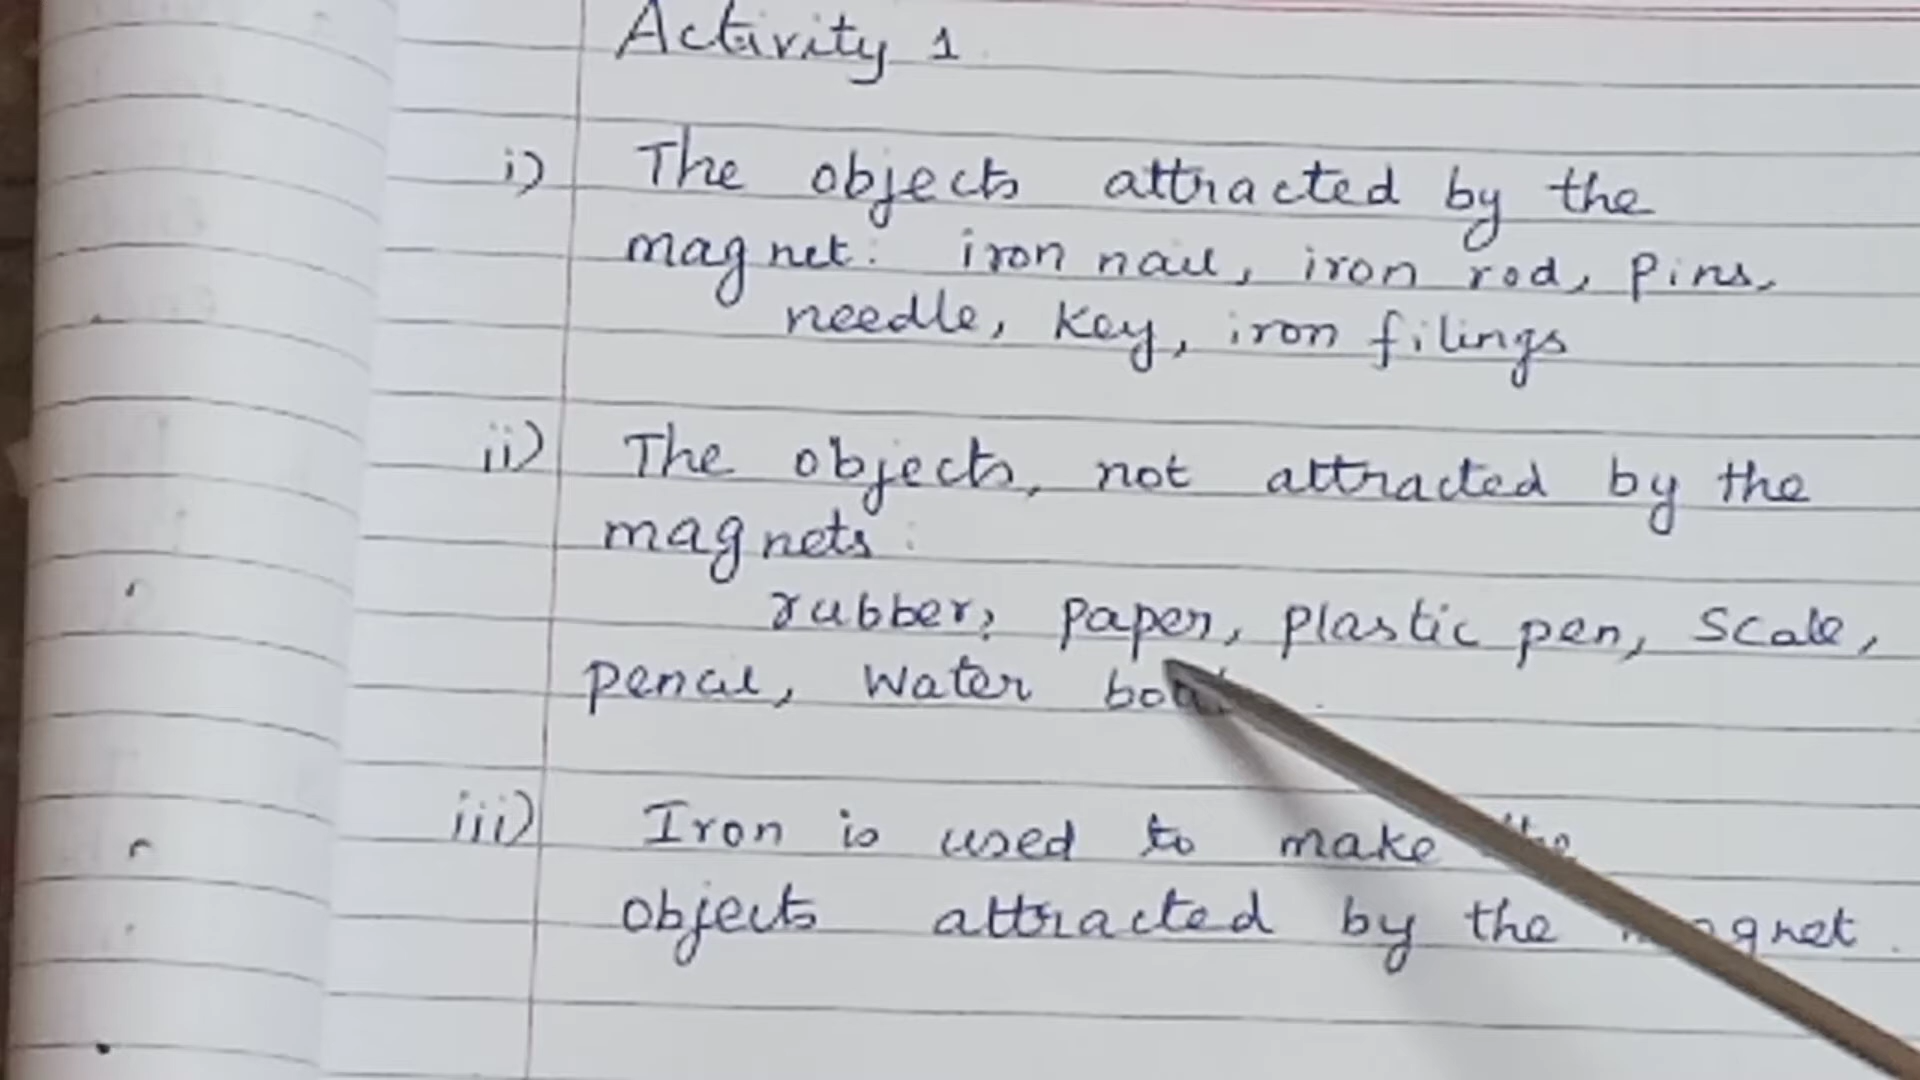 Activity 1
i) The objects attracted by the
magnet: iron nail, iron rod, pins,
needle, key, iron filings
ii) The objects, not attracted by the
magnets:
rubber, paper, plastic pen, scale,
pencil, water
iii) Iron is used to make the
objects attracted by the magnet.